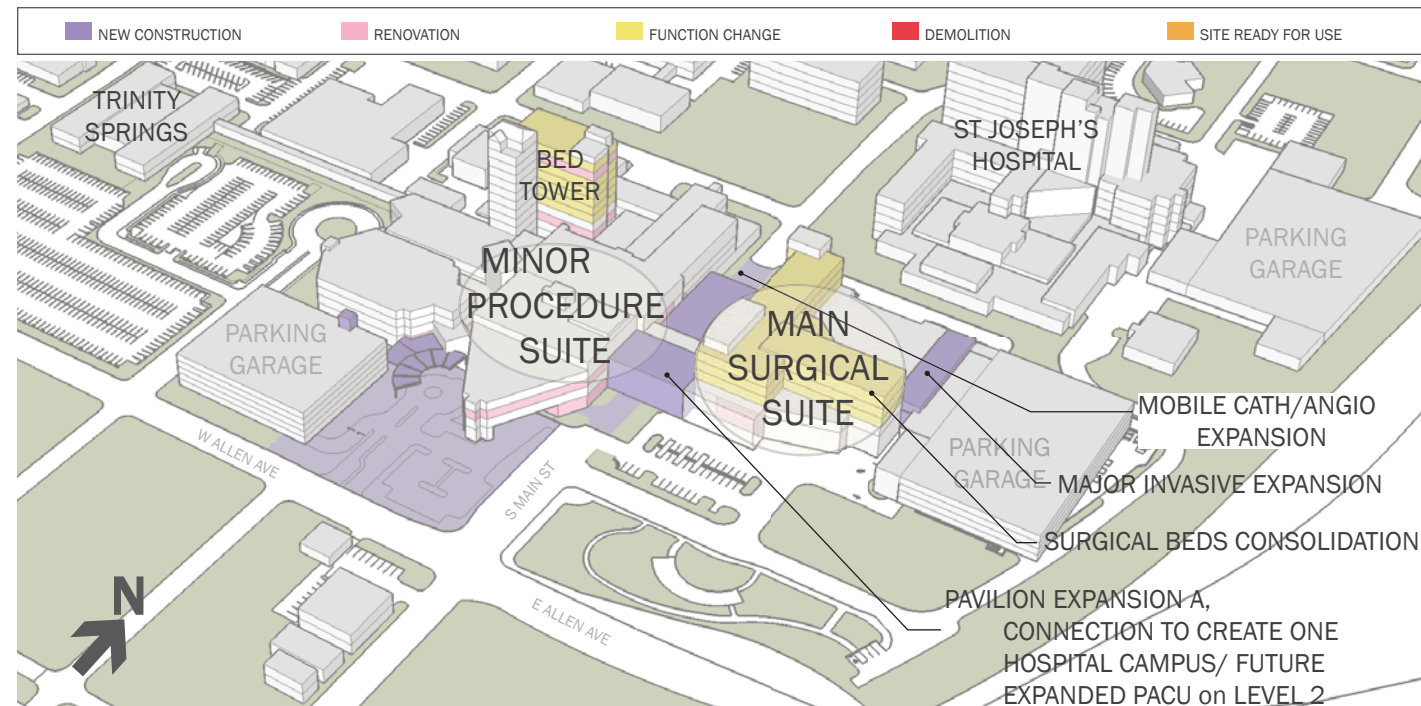 NEW CONSTRUCTION
RENOVATION
FUNCTION CHANGE
DEMOLITION
SITE READY FOR USE
TRINITY
SPRINGS
BED
TOWER
ST JOSEPH'S
HOSPITAL
PARKING
GARAGE
MINOR
PROCEDURE
SUITE
MAIN
SURGICAL
SUITE
PARKING
GARAGE
PARKING
GARAGE
MOBILE CATH/ANGIO
EXPANSION
MAJOR INVASIVE EXPANSION
SURGICAL BEDS CONSOLIDATION
W ALLEN AVE
S MAIN ST
E ALLEN AVE
N
PAVILION EXPANSION A,
CONNECTION TO CREATE ONE
HOSPITAL CAMPUS/ FUTURE
EXPANDED PACU on LEVEL 2